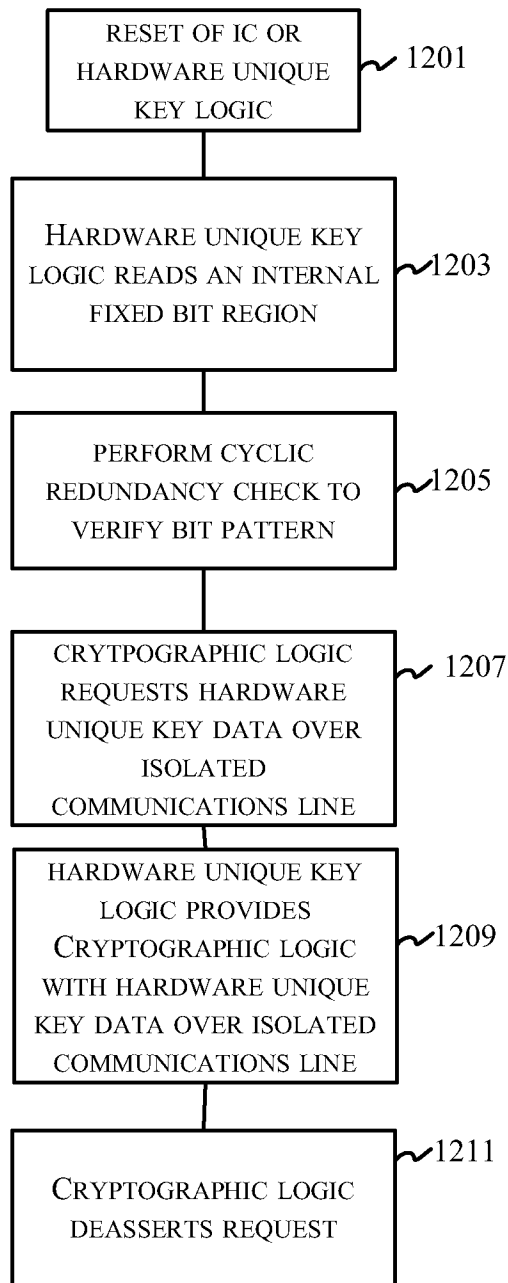 RESET OF IC OR
HARDWARE UNIQUE
KEY LOGIC
1201
HARDWARE UNIQUE KEY
LOGIC READS AN INTERNAL
FIXED BIT REGION
1203
PERFORM CYCLIC
REDUNDANCY CHECK TO
VERIFY BIT PATTERN
1205
CRYTPOGRAPHIC LOGIC
REQUESTS HARDWARE
UNIQUE KEY DATA OVER
ISOLATED
COMMUNICATIONS LINE
1207
HARDWARE UNIQUE KEY
LOGIC PROVIDES
CRYPTOGRAPHIC LOGIC
WITH HARDWARE UNIQUE
KEY DATA OVER ISOLATED
COMMUNICATIONS LINE
1209
CRYPTOGRAPHIC LOGIC
DEASSERTS REQUEST
1211